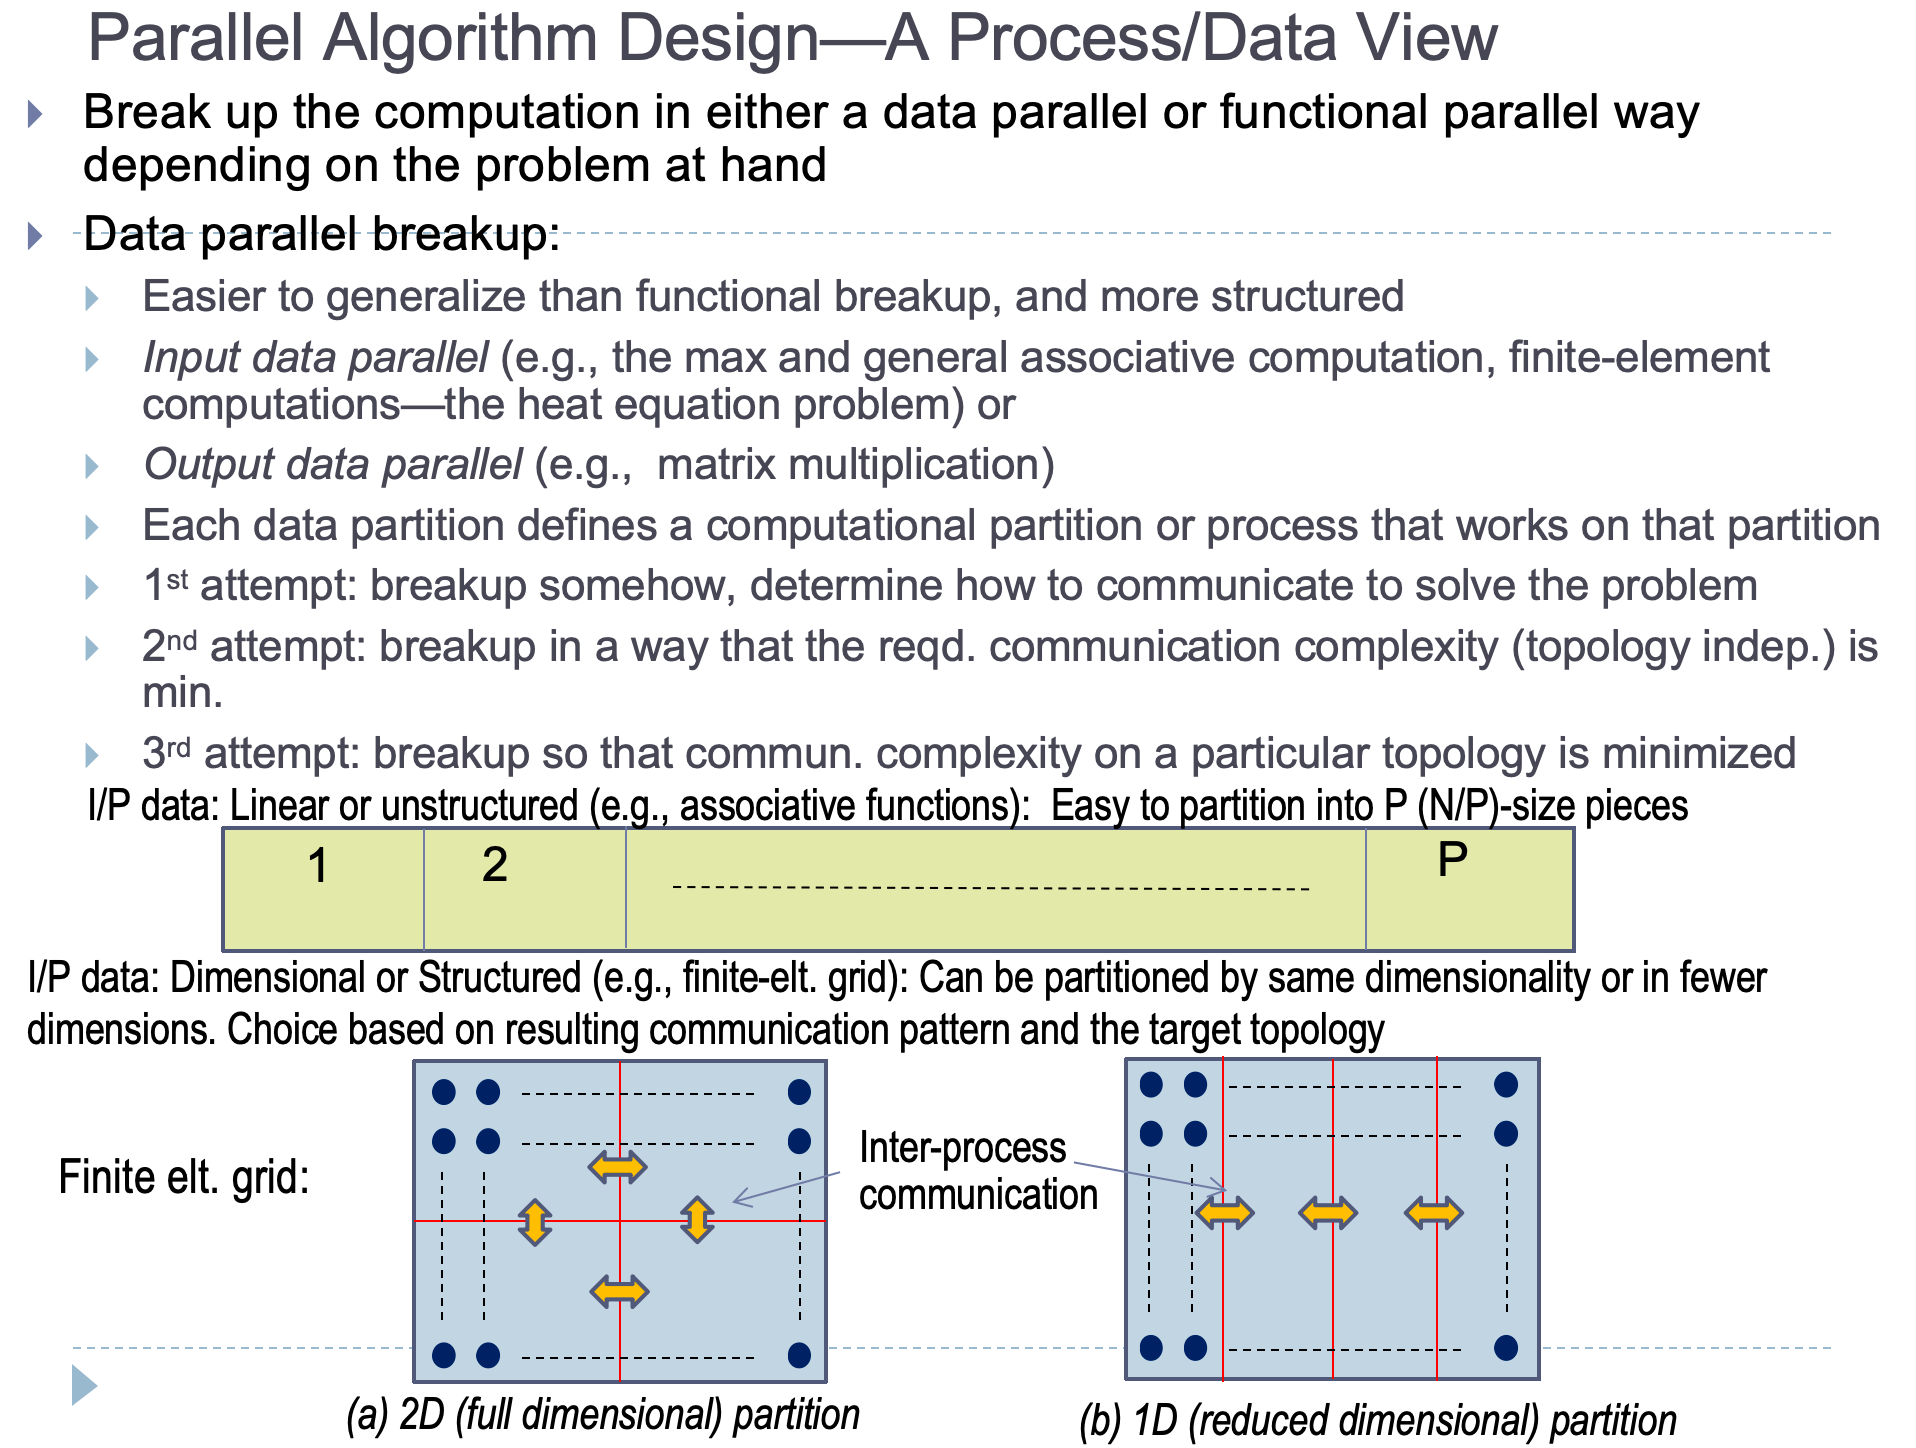 Parallel Algorithm Design—A Process/Data View
Break up the computation in either a data parallel or functional parallel way
depending on the problem at hand
Data parallel breakup:
Easier to generalize than functional breakup, and more structured
Input data parallel (e.g., the max and general associative computation, finite-element
computations—the heat equation problem) or
Output data parallel (e.g.,  matrix multiplication)
Each data partition defines a computational partition or process that works on that partition
1st attempt: breakup somehow, determine how to communicate to solve the problem
2nd attempt: breakup in a way that the reqd. communication complexity (topology indep.) is
min.
3rd attempt: breakup so that commun. complexity on a particular topology is minimized
I/P data: Linear or unstructured (e.g., associative functions):  Easy to partition into P (N/P)-size pieces
1 2 P
I/P data: Dimensional or Structured (e.g., finite-elt. grid): Can be partitioned by same dimensionality or in fewer
dimensions. Choice based on resulting communication pattern and the target topology
Finite elt. grid:
Inter-process
communication
(a) 2D (full dimensional) partition
(b) 1D (reduced dimensional) partition